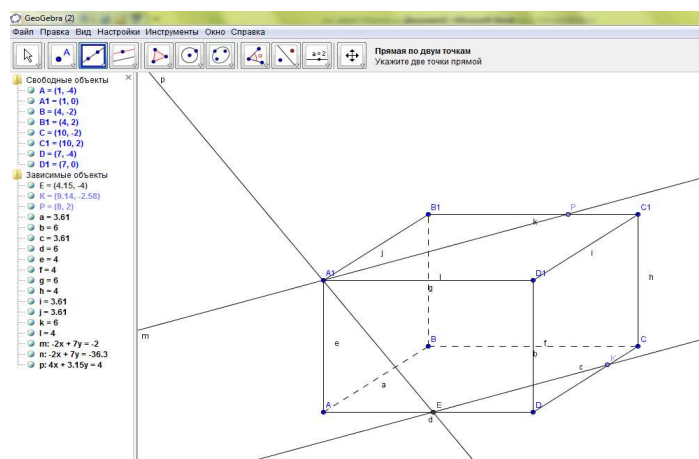 GeoGebra (2)
Файл Правка Вид Настройки Инструменты Окно Справка
A
a = 2
Прямая по двум точкам
Укажите две точки прямой
Свободные объекты
A = (1, -4)
A1 = (1, 0)
B = (4, -2)
B1 = (4, 2)
C = (10, -2)
C1 = (10, 2)
D = (7, -4)
D1 = (7, 0)
Зависимые объекты
E = (4.15, -4)
K = (9.14, -2.58)
P = (8, 2)
a = 3.61
b = 6
c = 3.61
d = 6
e = 4
f = 4
g = 6
h = 4
i = 3.61
j = 3.61
k = 6
l = 4
m: -2x + 7y = -2
n: -2x + 7y = -36.3
p: 4x + 3.15y = 4
p
B1
P
C1
k
j
i
A1
l
D1
g
h
m
e
B
f
C
b
K
c
a
A
E
D
d